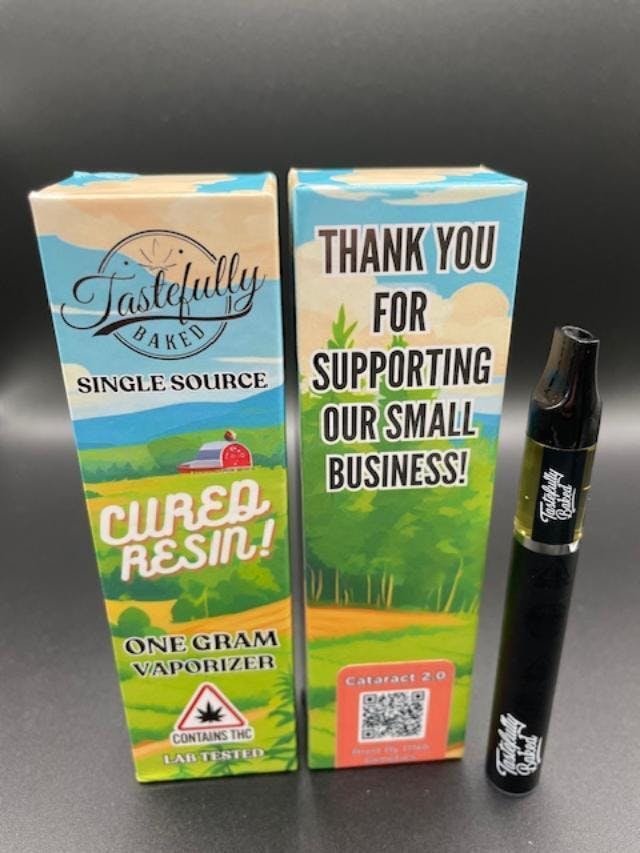 Tastefully
BAKED
SINGLE SOURCE
CURED
RESIN!
ONE GRAM
VAPORIZER
CONTAINS THC
LAB TESTED
THANK YOU
FOR
SUPPORTING
OUR SMALL
BUSINESS!
Cataract 2.0
Tastefully
Baked
Tastefully
Baked